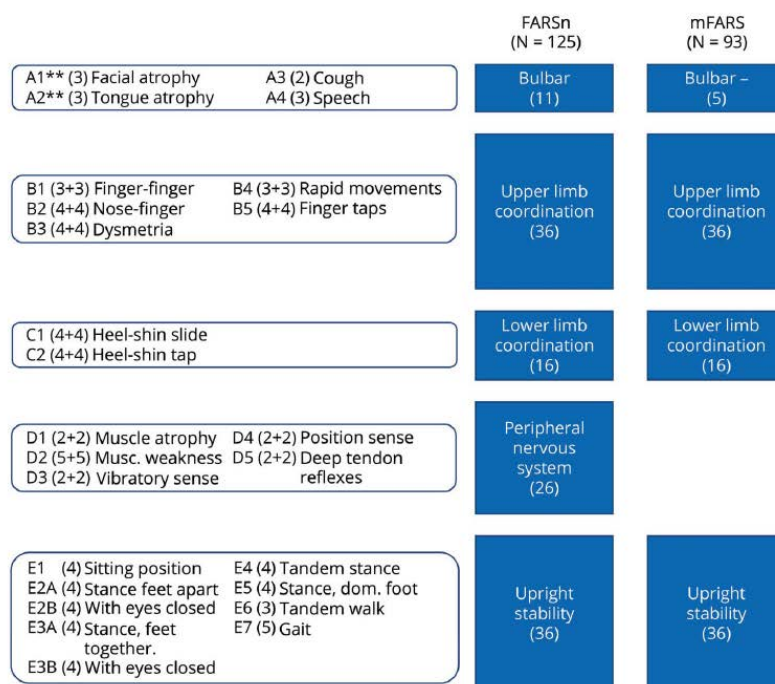 FARSn
(N = 125)
mFARS
(N = 93)
A1** (3) Facial atrophy
A2** (3) Tongue atrophy
A3 (2) Cough
A4 (3) Speech
Bulbar
(11)
Bulbar –
(5)
B1 (3+3) Finger-finger
B2 (4+4) Nose-finger
B3 (4+4) Dysmetria
B4 (3+3) Rapid movements
B5 (4+4) Finger taps
Upper limb
coordination
(36)
Upper limb
coordination
(36)
C1 (4+4) Heel-shin slide
C2 (4+4) Heel-shin tap
Lower limb
coordination
(16)
Lower limb
coordination
(16)
D1 (2+2) Muscle atrophy
D2 (5+5) Musc. weakness
D3 (2+2) Vibratory sense
D4 (2+2) Position sense
D5 (2+2) Deep tendon
reflexes
Peripheral
nervous
system
(26)
E1 (4) Sitting position
E2A (4) Stance feet apart
E2B (4) With eyes closed
E3A (4) Stance, feet
together.
E3B (4) With eyes closed
E4 (4) Tandem stance
E5 (4) Stance, dom. foot
E6 (3) Tandem walk
E7 (5) Gait
Upright
stability
(36)
Upright
stability
(36)